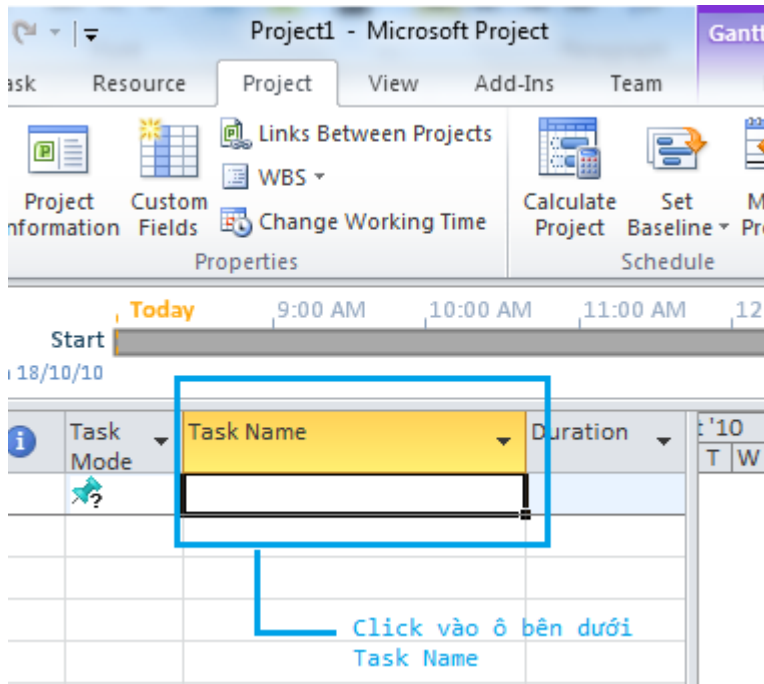 Project1 - Microsoft Project
Gantt
ask Resource Project View Add-Ins Team
Links Between Projects
WBS
Change Working Time
Project Information
Custom Fields
Calculate Project
Set Baseline
M
Pr
Properties
Schedule
Today 9:00 AM 10:00 AM 11:00 AM 12
Start
18/10/10
Task Mode
Task Name
Duration
t '10
T W
Click vào ô bên dưới
Task Name